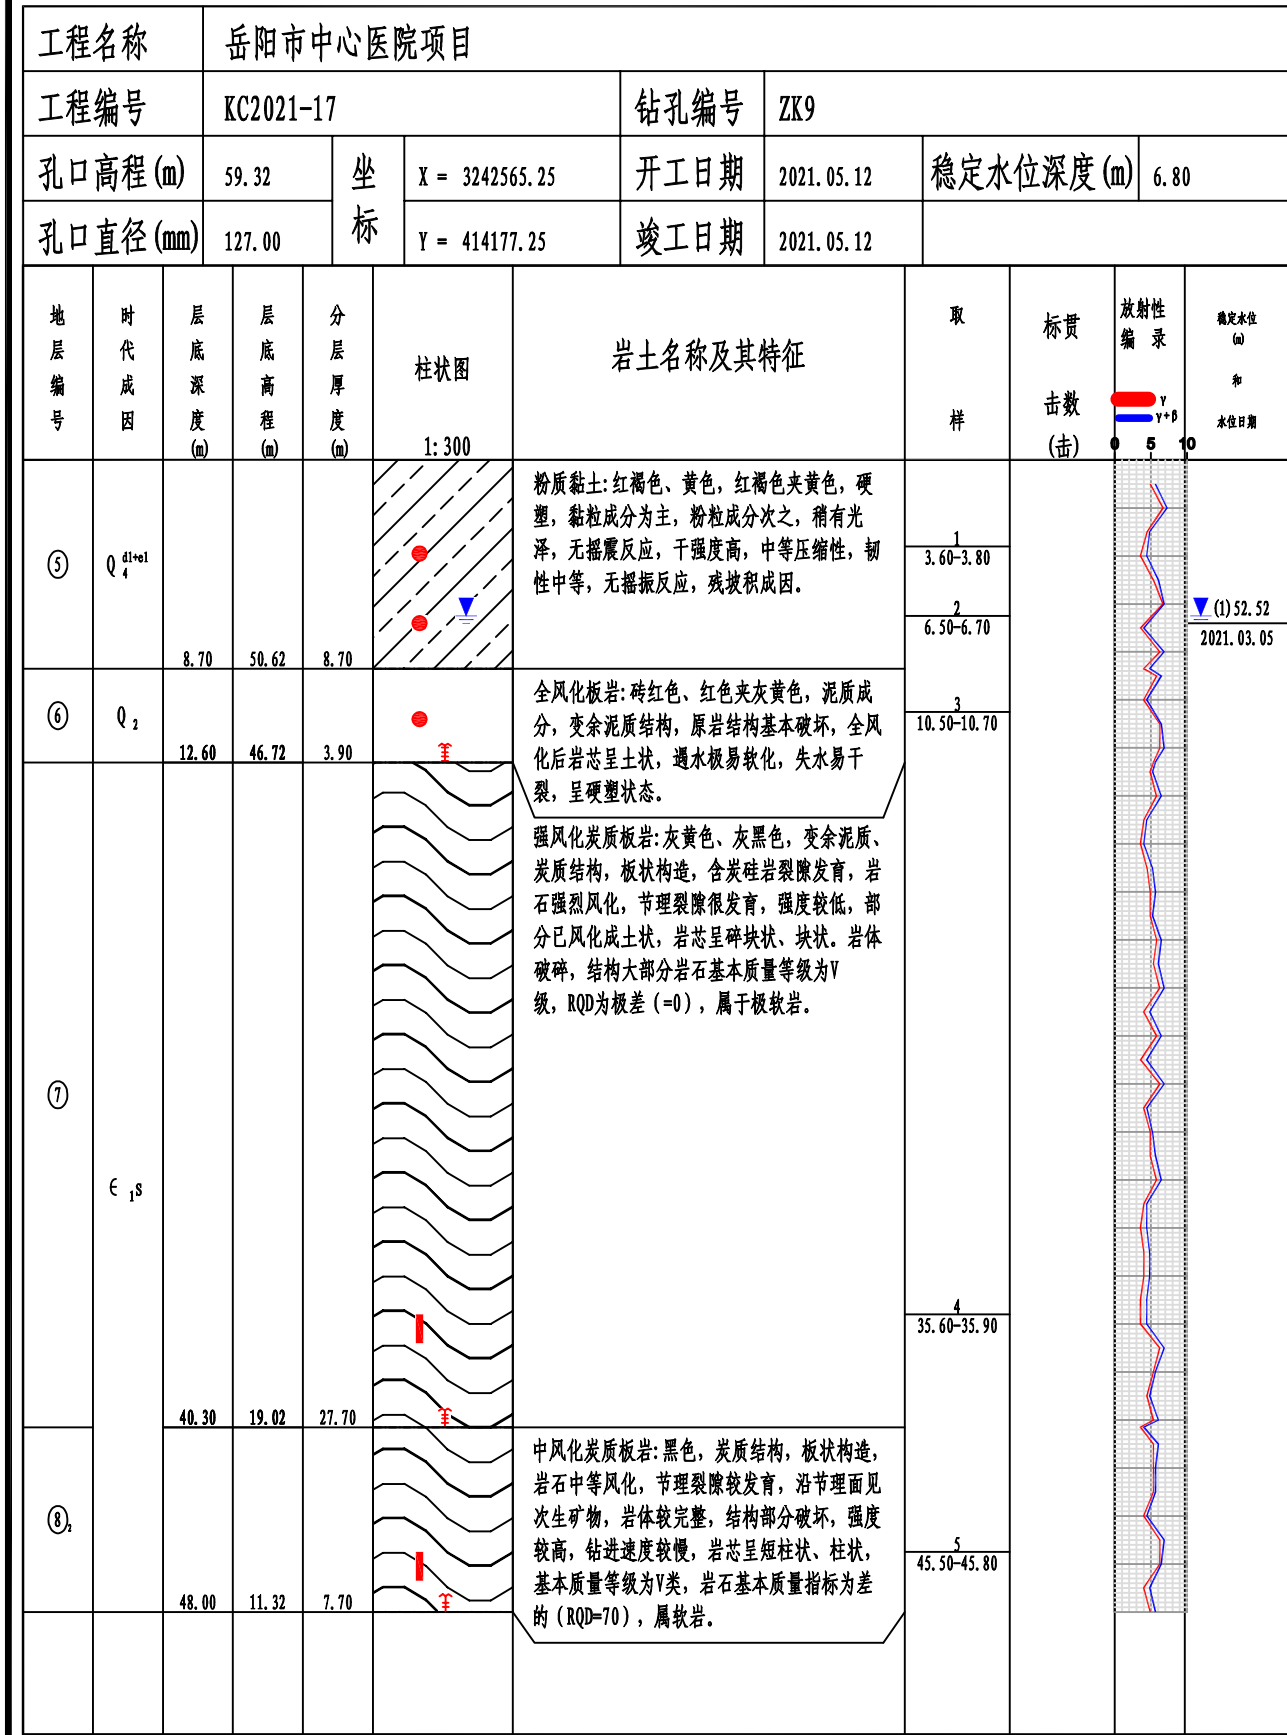 工程名称 岳阳市中心医院项目
工程编号 KC2021-17 钻孔编号 ZK9
孔口高程(m) 59.32 坐标 X = 3242565.25 开工日期 2021.05.12 稳定水位深度(m) 6.80
孔口直径(mm) 127.00 Y = 414177.25 竣工日期 2021.05.12
地层编号 时代成因 层底深度(m) 层底高程(m) 分层厚度(m) 柱状图 1:300 岩土名称及其特征 取样 标贯击数(击) 放射性编录 γ γ+β 0 5 10 稳定水位(m)和水位日期
粉质黏土:红褐色、黄色，红褐色夹黄色，硬
塑，黏粒成分为主，粉粒成分次之，稍有光
泽，无摇震反应，干强度高，中等压缩性，韧
性中等，无摇振反应，残坡积成因。
⑤ Q 4 dl+el
8.70 50.62 8.70
1
3.60-3.80
2
6.50-6.70
(1)52.52
2021.03.05
全风化板岩:砖红色、红色夹灰黄色，泥质成
分，变余泥质结构，原岩结构基本破坏，全风
化后岩芯呈土状，遇水极易软化，失水易干
裂，呈硬塑状态。
⑥ Q 2
12.60 46.72 3.90
3
10.50-10.70
强风化炭质板岩:灰黄色、灰黑色，变余泥质、
炭质结构，板状构造，含炭硅岩裂隙发育，岩
石强烈风化，节理裂隙很发育，强度较低，部
分已风化成土状，岩芯呈碎块状、块状。岩体
破碎，结构大部分岩石基本质量等级为V
级，RQD为极差（=0），属于极软岩。
⑦
∈ 1s
40.30 19.02 27.70
4
35.60-35.90
中风化炭质板岩:黑色，炭质结构，板状构造，
岩石中等风化，节理裂隙较发育，沿节理面见
次生矿物，岩体较完整，结构部分破坏，强度
较高，钻进速度较慢，岩芯呈短柱状、柱状，
基本质量等级为V类，岩石基本质量指标为差
的（RQD=70），属软岩。
⑧2
48.00 11.32 7.70
5
45.50-45.80